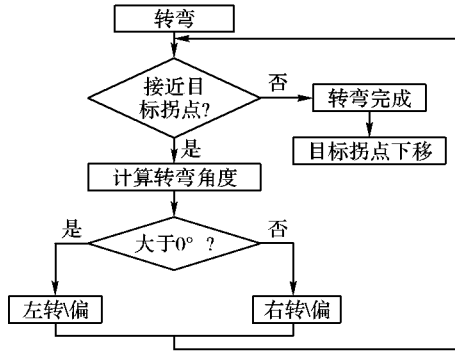 转弯
接近目
标拐点?
否
转弯完成
目标拐点下移
是
计算转弯角度
是
大于0° ?
否
左转\偏
右转\偏